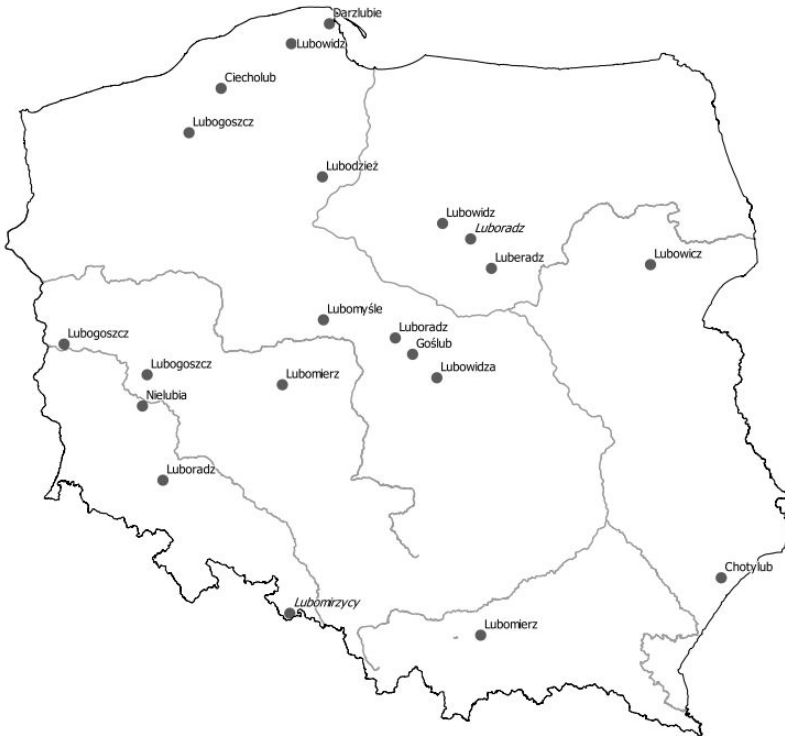 Darzlubie
Lubowidz
Ciecholub
Lubogoszcz
Lubodzież
Lubowidz
Luboradz
Luberadz
Lubowicz
Lubomyśle
Luboradz
Goślub
Lubowidza
Lubogoszcz
Lubogoszcz
Lubomierz
Nielubia
Luboradz
Chotylub
Lubomirzycy
Lubomierz